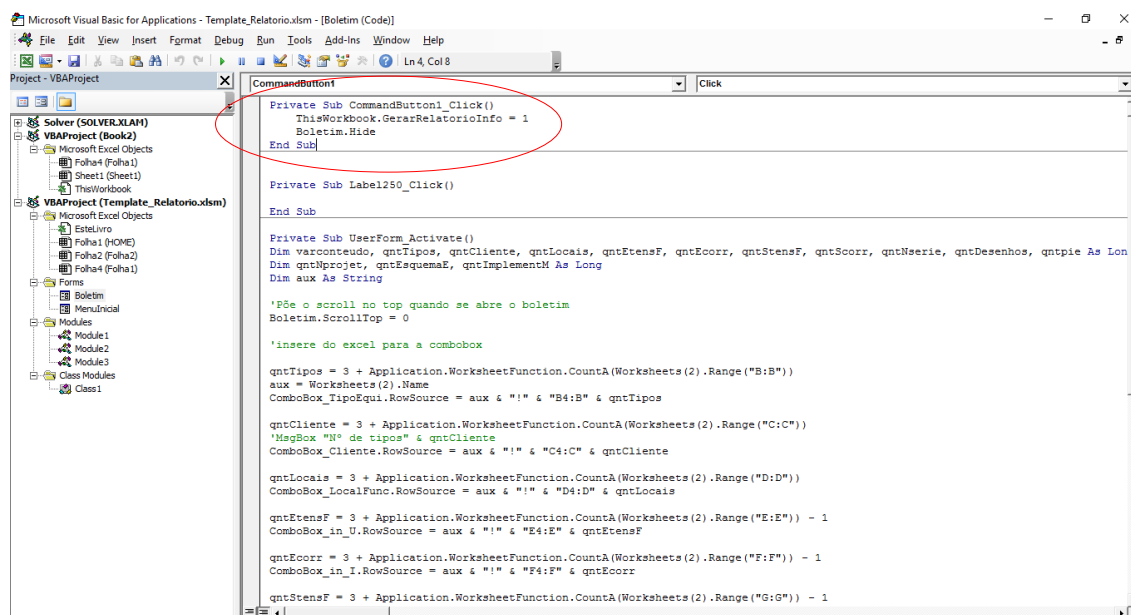 Microsoft Visual Basic for Applications - Template_Relatorio.xlsm - [Boletim (Code)]
File Edit View Insert Format Debug Run Tools Add-Ins Window Help
Ln 4, Col 8
Project - VBAProject
Solver (SOLVER.XLAM)
VBAProject (Book2)
Microsoft Excel Objects
Folha4 (Folha1)
Sheet1 (Sheet1)
ThisWorkbook
VBAProject (Template_Relatorio.xlsm)
Microsoft Excel Objects
EsteLivro
Folha1 (HOME)
Folha2 (Folha2)
Folha4 (Folha1)
Forms
Boletim
MenuInicial
Modules
Module1
Module2
Module3
Class Modules
Class1
CommandButton1
Click
Private Sub CommandButton1_Click()
ThisWorkbook.GerarRelatorioInfo = 1
Boletim.Hide
End Sub
Private Sub Label250_Click()
End Sub
Private Sub UserForm_Activate()
Dim varconteudo, qntTipos, qntCliente, qntLocais, qntEtensF, qntEcorr, qntStensF, qntScorr, qntNserie, qntDesenhos, qntpie As Lon
Dim qntNprojet, qntEsquemaE, qntImplementM As Long
Dim aux As String
'Põe o scroll no top quando se abre o boletim
Boletim.ScrollTop = 0
'insere do excel para a combobox
qntTipos = 3 + Application.WorksheetFunction.CountA(Worksheets(2).Range("B:B"))
aux = Worksheets(2).Name
ComboBox_TipoEqui.RowSource = aux & "!" & "B4:B" & qntTipos
qntCliente = 3 + Application.WorksheetFunction.CountA(Worksheets(2).Range("C:C"))
'MsgBox "Nº de tipos" & qntCliente
ComboBox_Cliente.RowSource = aux & "!" & "C4:C" & qntCliente
qntLocais = 3 + Application.WorksheetFunction.CountA(Worksheets(2).Range("D:D"))
ComboBox_LocalFunc.RowSource = aux & "!" & "D4:D" & qntLocais
qntEtensF = 3 + Application.WorksheetFunction.CountA(Worksheets(2).Range("E:E")) - 1
ComboBox_in_U.RowSource = aux & "!" & "E4:E" & qntEtensF
qntEcorr = 3 + Application.WorksheetFunction.CountA(Worksheets(2).Range("F:F")) - 1
ComboBox_in_I.RowSource = aux & "!" & "F4:F" & qntEcorr
qntStensF = 3 + Application.WorksheetFunction.CountA(Worksheets(2).Range("G:G")) - 1